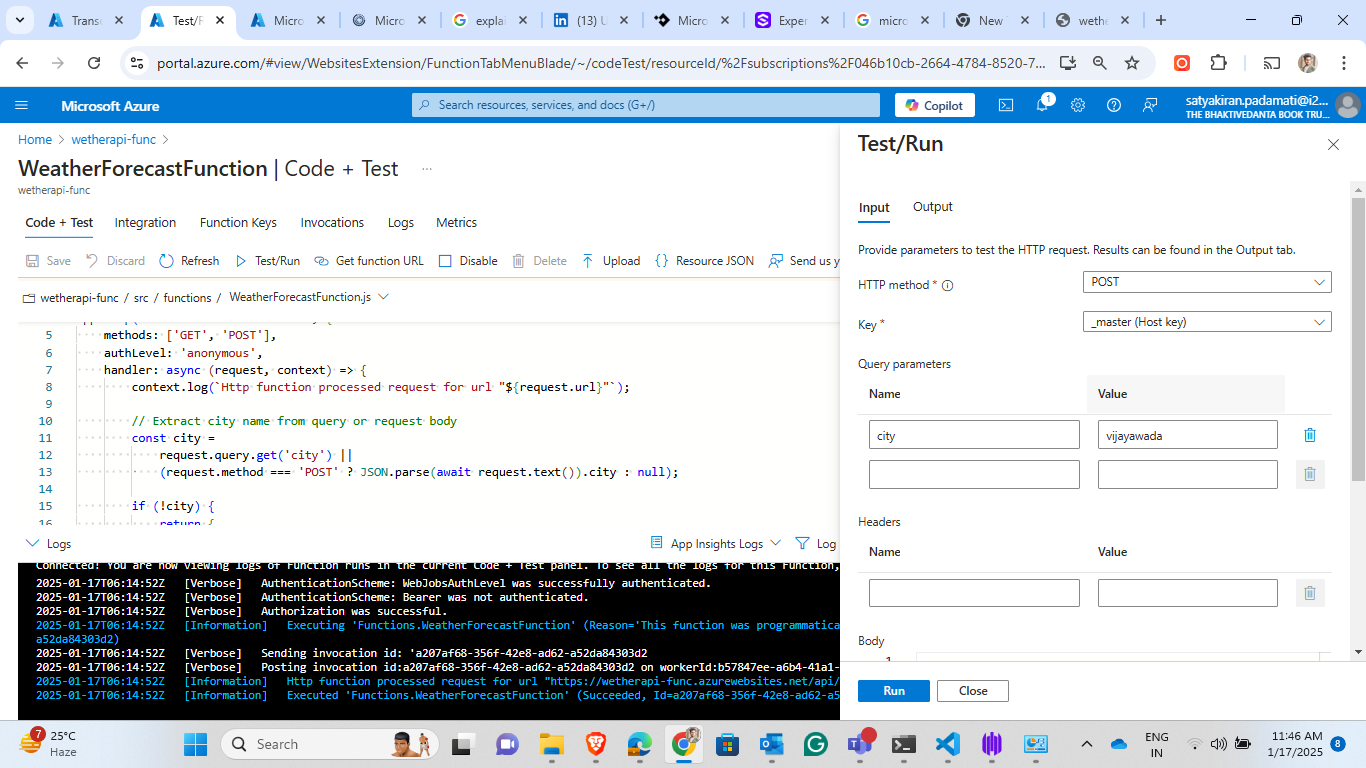 Transc
Test/R
Micro
Micro
explai
(13) U
Micro
Exper
micro
New
wethe
portal.azure.com/#view/WebsitesExtension/FunctionTabMenuBlade/~/codeTest/resourceId/%2Fsubscriptions%2F046b10cb-2664-4784-8520-7...
Microsoft Azure
Search resources, services, and docs (G+/)
Copilot
1
satyakiran.padamati@i2...
THE BHAKTIVEDANTA BOOK TRU...
Home > wetherapi-func >
WeatherForecastFunction | Code + Test ...
wetherapi-func
Code + Test Integration Function Keys Invocations Logs Metrics
Save Discard Refresh Test/Run Get function URL Disable Delete Upload Resource JSON Send us y
wetherapi-func / src / functions / WeatherForecastFunction.js
5 methods: ['GET', 'POST'],
6 authLevel: 'anonymous',
7 handler: async (request, context) => {
8 context.log(`Http function processed request for url "${request.url}"`);
9
10 // Extract city name from query or request body
11 const city =
12 request.query.get('city') ||
13 (request.method === 'POST' ? JSON.parse(await request.text()).city : null);
14
15 if (!city) {
16 return {
Logs
App Insights Logs
Log
Connected! You are now viewing logs of Function runs in the current Code + Test panel. To see all the logs for this Function,
2025-01-17T06:14:52Z [Verbose] AuthenticationScheme: WebJobsAuthLevel was successfully authenticated.
2025-01-17T06:14:52Z [Verbose] AuthenticationScheme: Bearer was not authenticated.
2025-01-17T06:14:52Z [Verbose] Authorization was successful.
2025-01-17T06:14:52Z [Information] Executing 'Functions.WeatherForecastFunction' (Reason='This function was programmatica
a52da84303d2)
2025-01-17T06:14:52Z [Verbose] Sending invocation id: 'a207af68-356f-42e8-ad62-a52da84303d2
2025-01-17T06:14:52Z [Verbose] Posting invocation id:a207af68-356f-42e8-ad62-a52da84303d2 on workerId:b57847ee-a6b4-41a1-
2025-01-17T06:14:52Z [Information] Http function processed request for url "https://wetherapi-func.azurewebsites.net/api/
2025-01-17T06:14:52Z [Information] Executed 'Functions.WeatherForecastFunction' (Succeeded, Id=a207af68-356f-42e8-ad62-a5
Test/Run
Input Output
Provide parameters to test the HTTP request. Results can be found in the Output tab.
HTTP method * POST
Key * _master (Host key)
Query parameters
Name Value
city vijayawada
Headers
Name Value
Body
1
Run Close
7
25°C
Haze
Search
ENG
IN
11:46 AM
1/17/2025
8